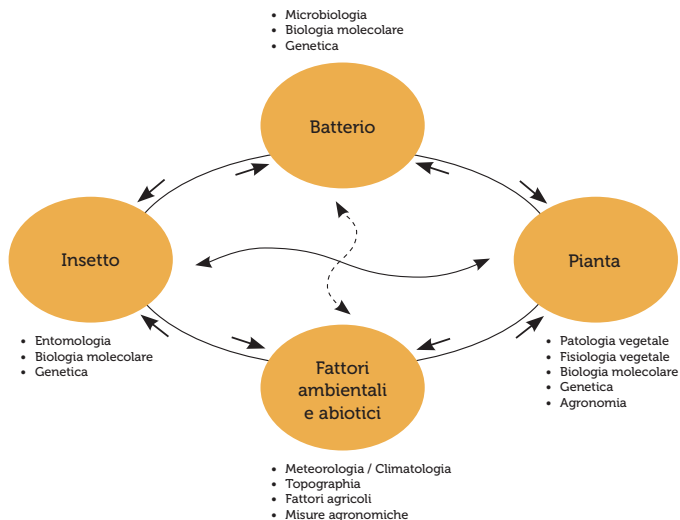 • Microbiologia
• Biologia molecolare
• Genetica
Batterio
Insetto
Pianta
• Entomologia
• Biologia molecolare
• Genetica
Fattori
ambientali
e abiotici
• Patologia vegetale
• Fisiologia vegetale
• Biologia molecolare
• Genetica
• Agronomia
• Meteorologia / Climatologia
• Topographia
• Fattori agricoli
• Misure agronomiche